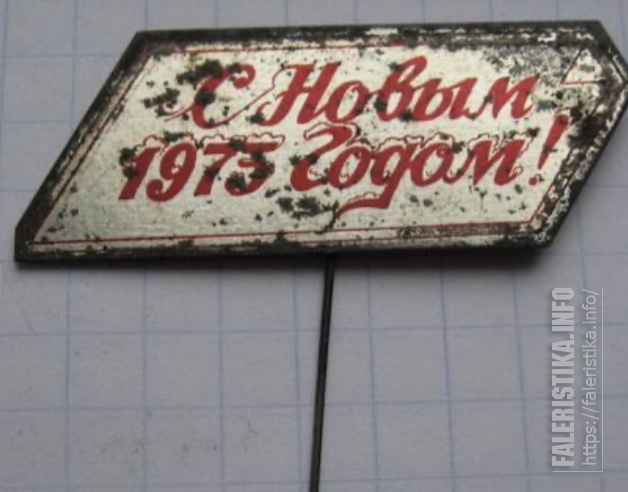 С Новым
1975 Годом!
FALERISTIKA.INFO
https://faleristika.info/